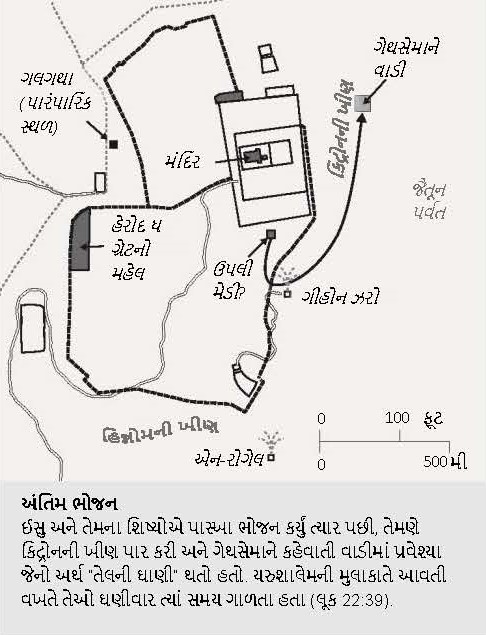 ગેથસેમાને
વાડી
ગલગથા
(પારંપારિક
સ્થળ)
કિદ્રોનની ખીણ
મંદિર
જૈતૂન
પર્વત
હેરોદ ધ
ગ્રેટનો
મહેલ
ઉપલી
મેડી?
ગીહોન ઝરો
હિન્નોમની ખીણ
એન-રોગેલ
0 100 ફૂટ
0 500 મી
અંતિમ ભોજન
ઈસુ અને તેમના શિષ્યોએ પાસ્ખા ભોજન કર્યું ત્યાર પછી, તેમણે
કિદ્રોનની ખીણ પાર કરી અને ગેથસેમાને કહેવાતી વાડીમાં પ્રવેશ્યા
જેનો અર્થ "તેલની ઘાણી" થતો હતો. યરુશાલેમની મુલાકાતે આવતી
વખતે તેઓ ઘણીવાર ત્યાં સમય ગાળતા હતા (લૂક 22:39).